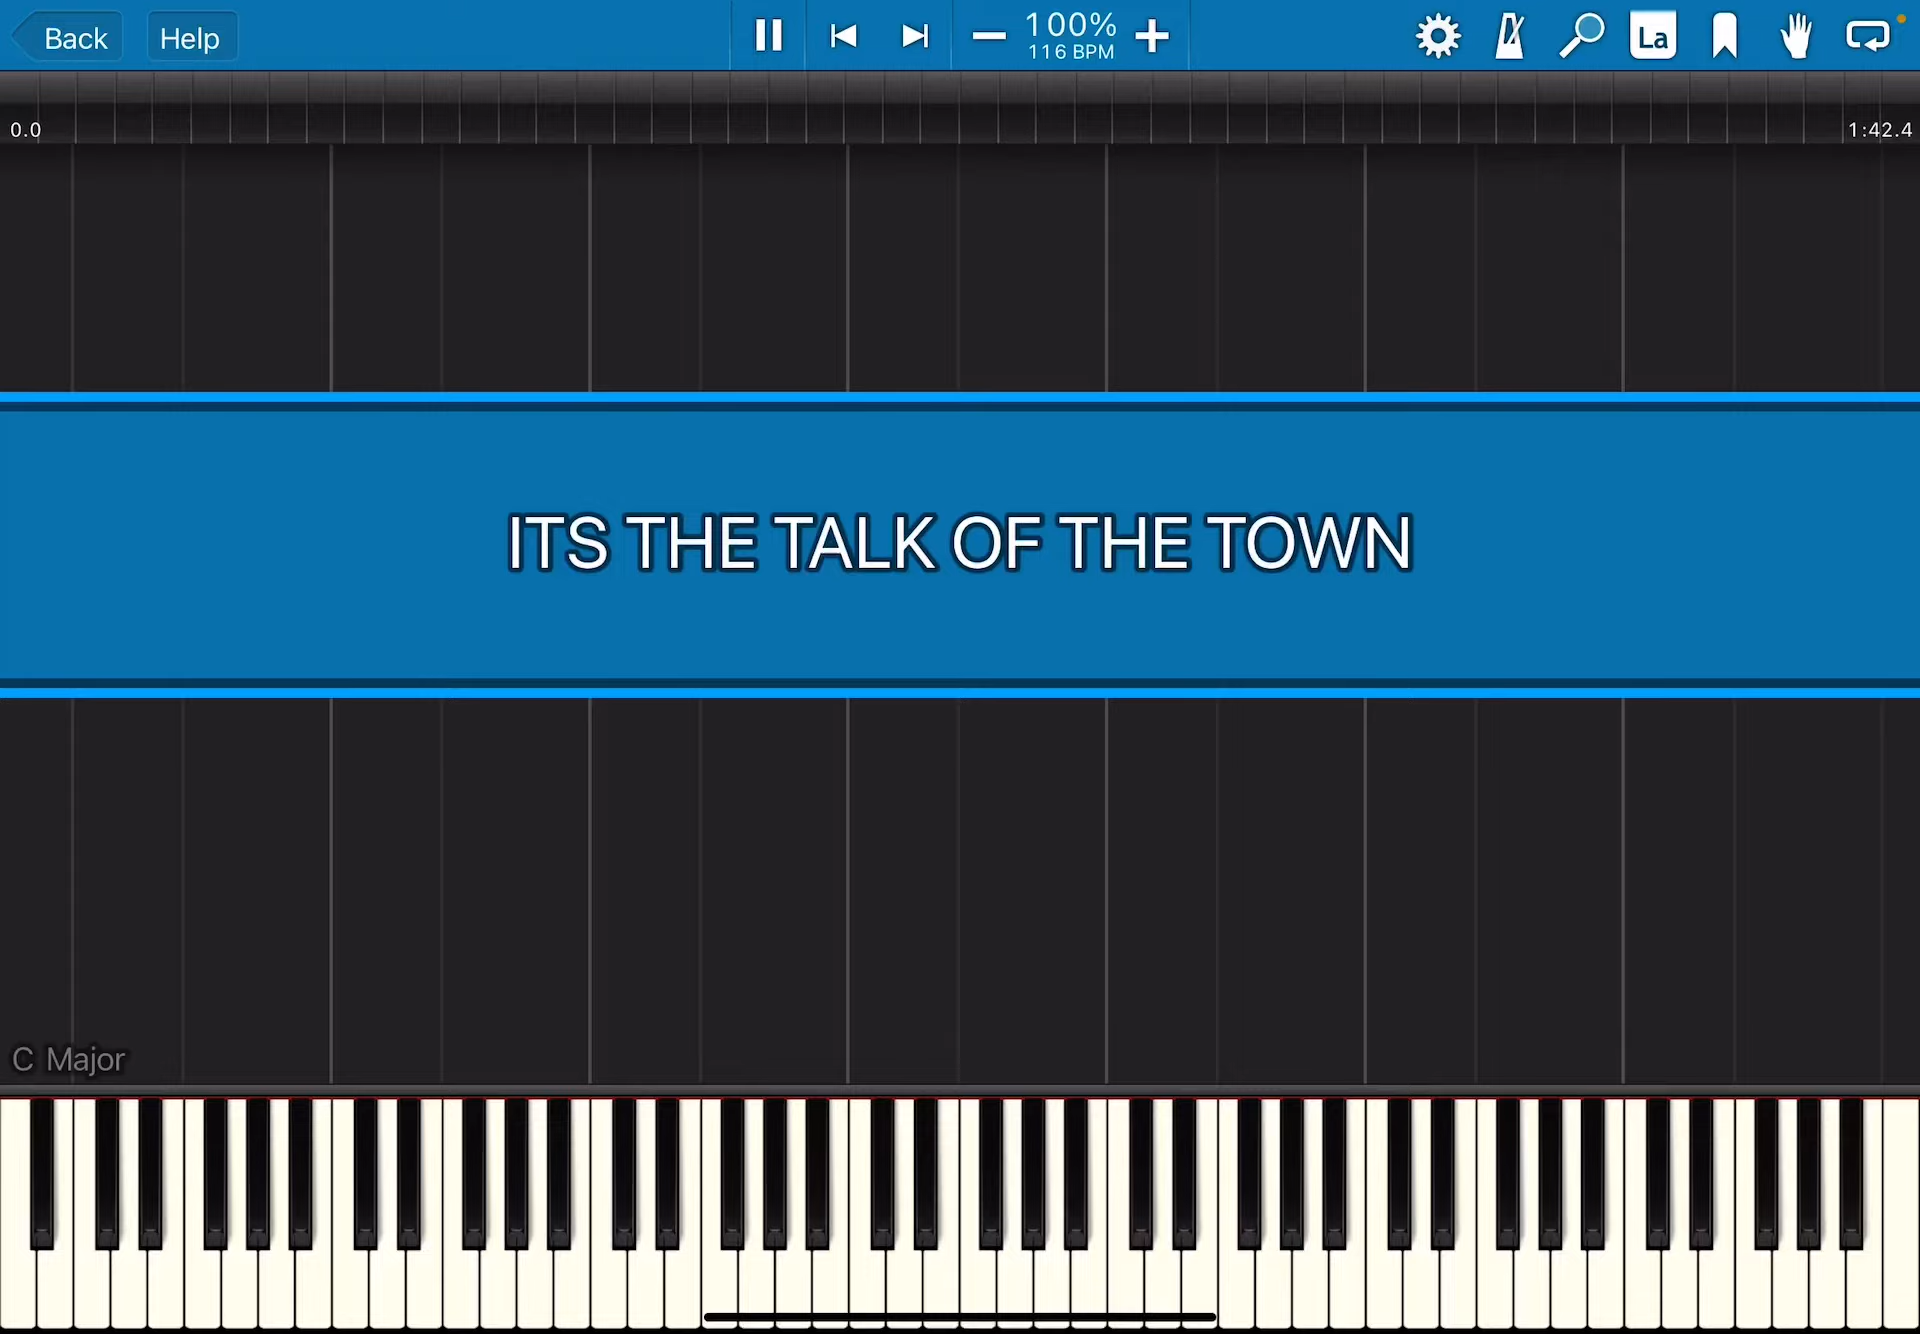 Back
Help
100%
116 BPM
La
0.0
1:42.4
ITS THE TALK OF THE TOWN
C Major